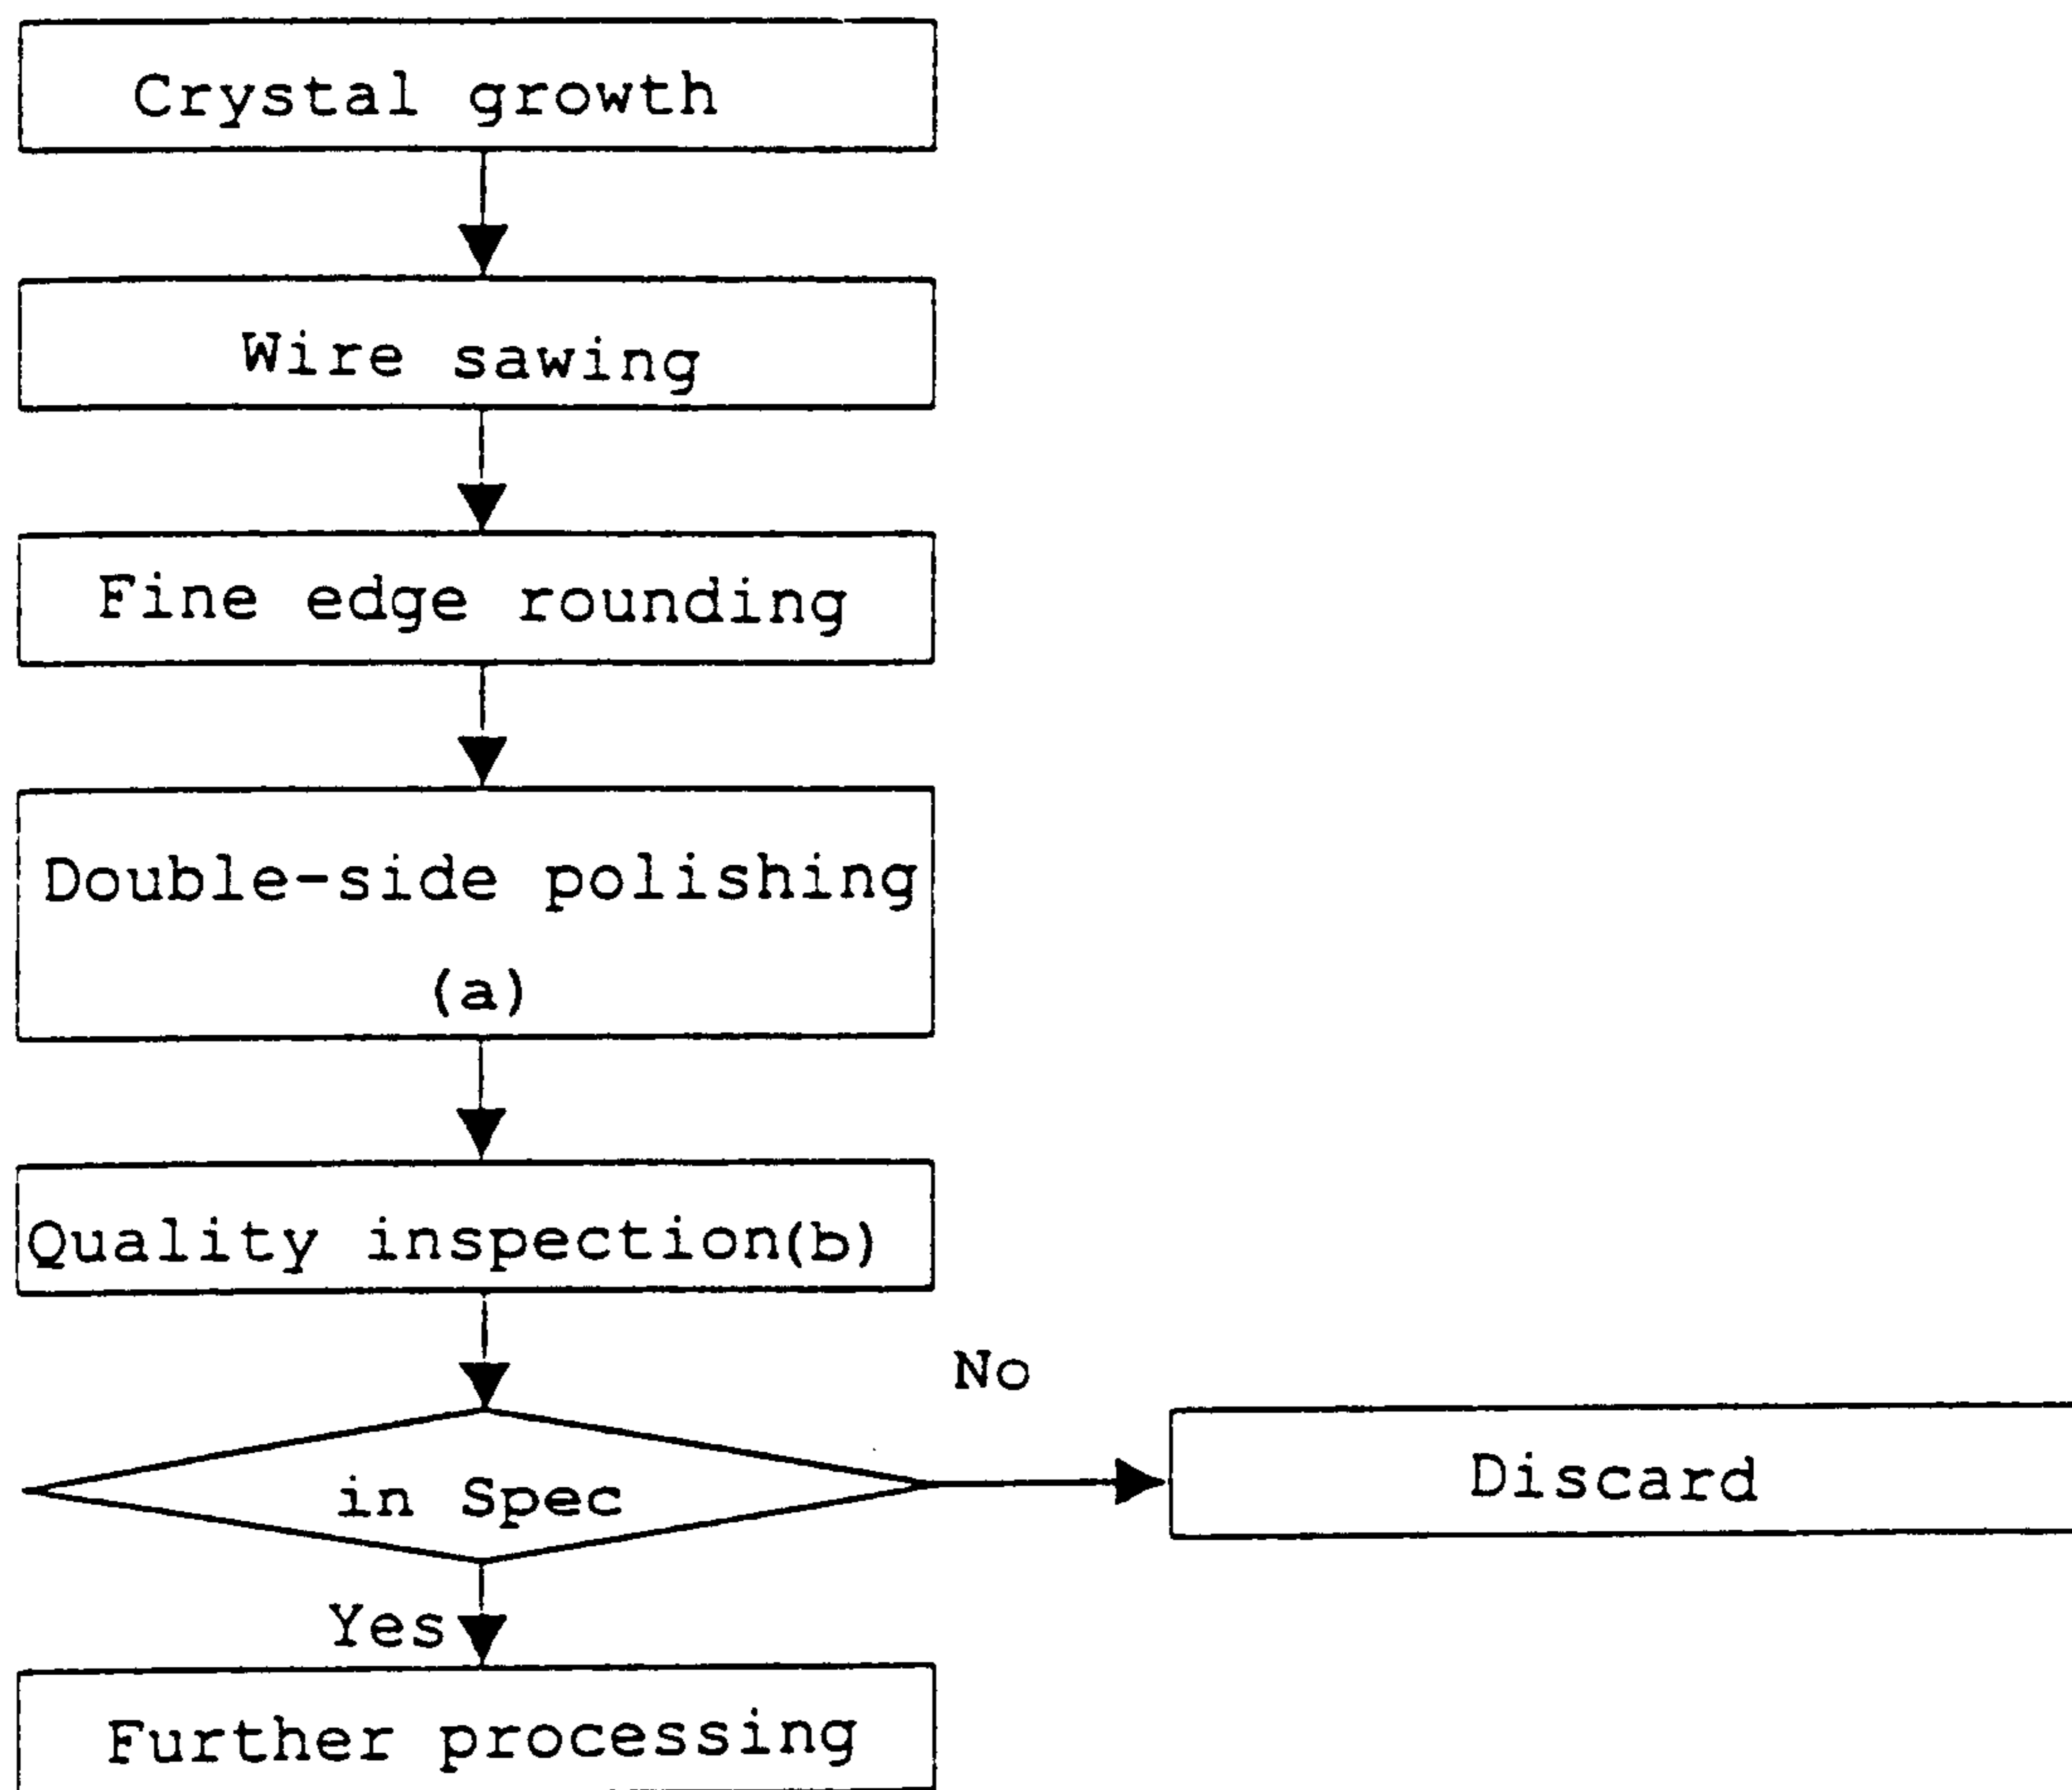 Crystal growth
Wire sawing
Fine edge rounding
Double-side polishing
(a)
Quality inspection(b)
No
in Spec
Discard
Yes
Further processing